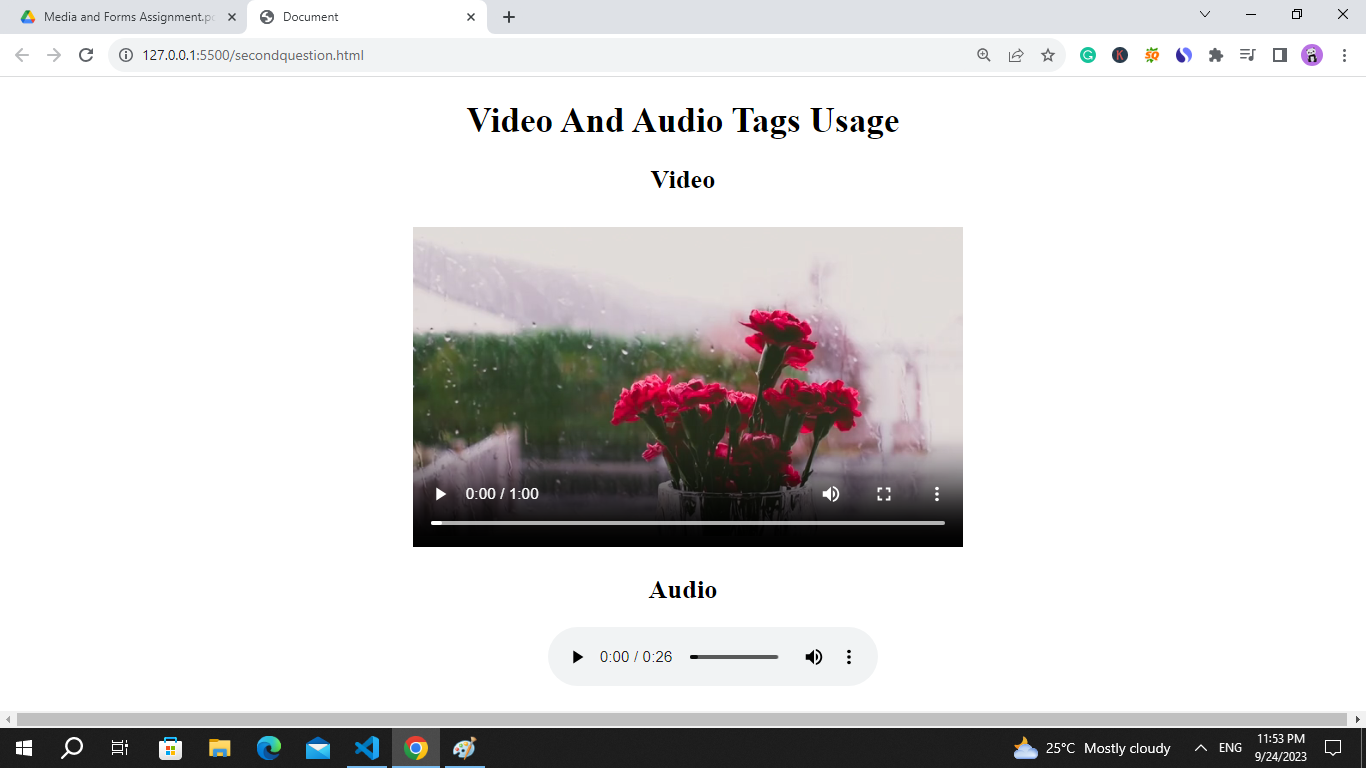 Media and Forms Assignment.p
Document
127.0.0.1:5500/secondquestion.html
Video And Audio Tags Usage
Video
0:00 / 1:00
Audio
0:00 / 0:26
25°C Mostly cloudy
ENG
11:53 PM
9/24/2023